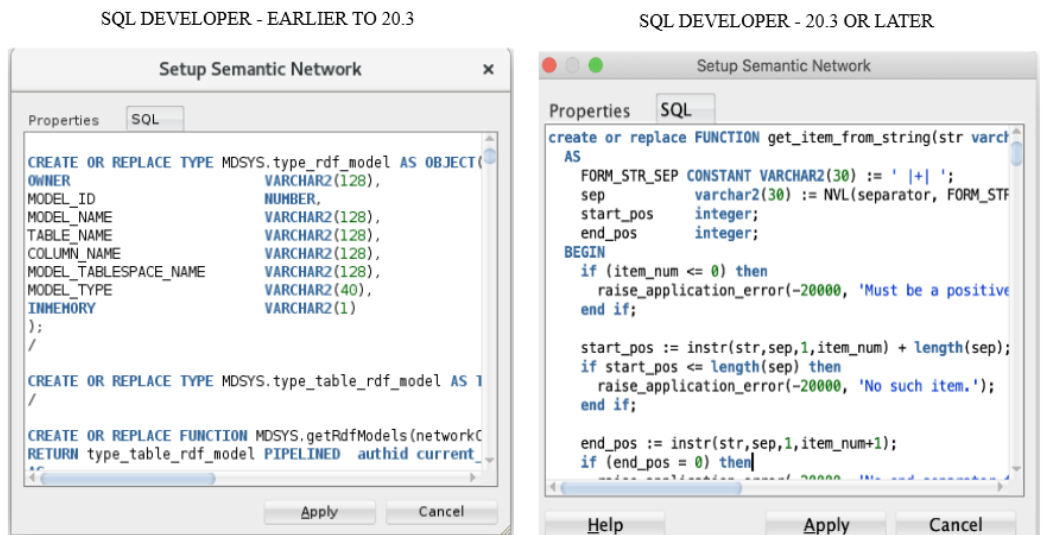 SQL DEVELOPER - EARLIER TO 20.3
Setup Semantic Network
Properties SQL
CREATE OR REPLACE TYPE MDSYS.type_rdf_model AS OBJECT(
OWNER VARCHAR2(128),
MODEL_ID NUMBER,
MODEL_NAME VARCHAR2(128),
TABLE_NAME VARCHAR2(128),
COLUMN_NAME VARCHAR2(128),
MODEL_TABLESPACE_NAME VARCHAR2(128),
MODEL_TYPE VARCHAR2(40),
INMEMORY VARCHAR2(1)
);
/
CREATE OR REPLACE TYPE MDSYS.type_table_rdf_model AS
/
CREATE OR REPLACE FUNCTION MDSYS.getRdfModels(
RETURN type_table_rdf_model PIPELINED authid current_
AS
Apply Cancel
SQL DEVELOPER - 20.3 OR LATER
Setup Semantic Network
Properties SQL
create or replace FUNCTION get_item_from_string(str varch
AS
FORM_STR_SEP CONSTANT VARCHAR2(30) := ' |+| ';
sep varchar2(30) := NVL(separator, FORM_STR
start_pos integer;
end_pos integer;
BEGIN
if (item_num <= 0) then
raise_application_error(-20000, 'Must be a positive
end if;
start_pos := instr(str,sep,1,item_num) + length(sep);
if start_pos <= length(sep) then
raise_application_error(-20000, 'No such item.');
end if;
end_pos := instr(str,sep,1,item_num+1);
if (end_pos = 0) then
Help Apply Cancel